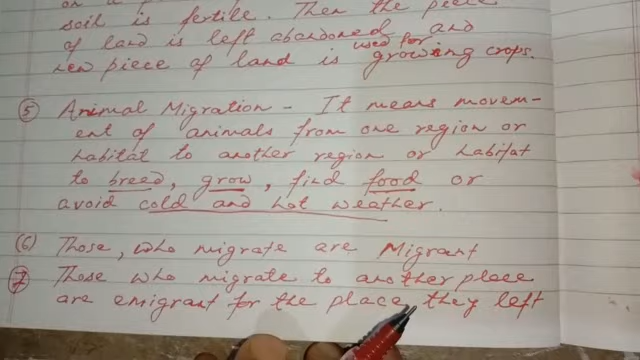 soil is fertile. Then the piece
of land is left abandoned and
new piece of land is used for growing crops.
⑤ Animal Migration - It means movem-
ent of animals from one region or
habitat to another region or habitat
to breed, grow, find food or
avoid cold and hot weather.
⑥ Those, who migrate are Migrant
⑦ Those who migrate to another place
are emigrant for the place, they left